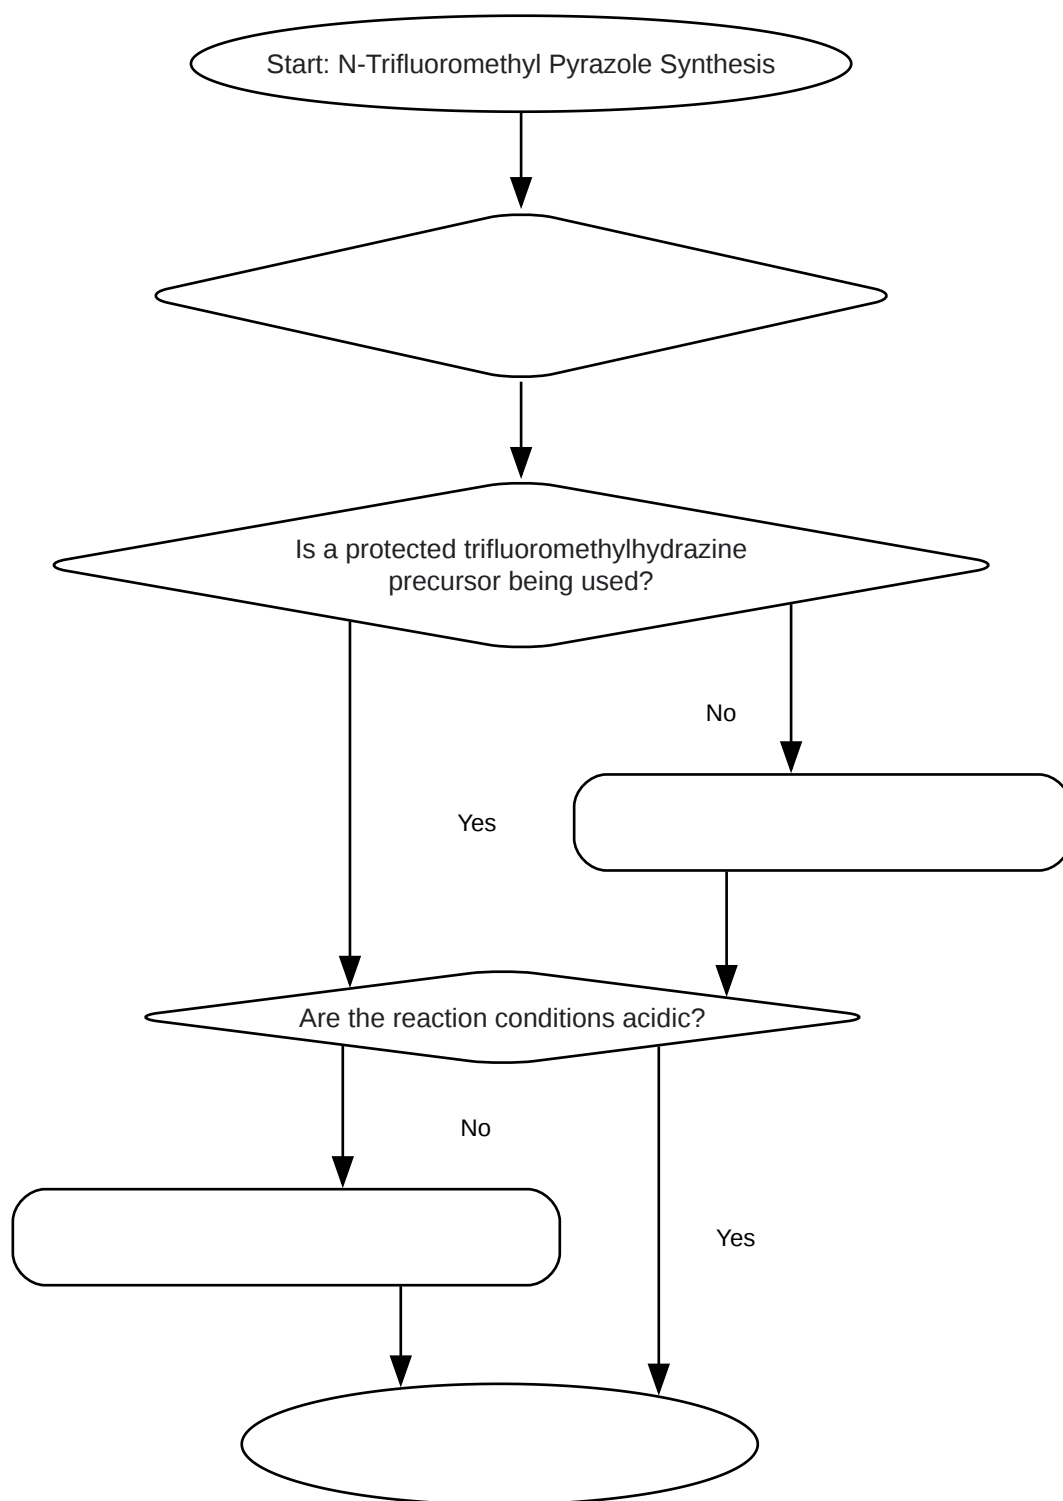 Start: N-Trifluoromethyl Pyrazole Synthesis
Is a protected trifluoromethylhydrazine
precursor being used?
No
Yes
Are the reaction conditions acidic?
No
Yes